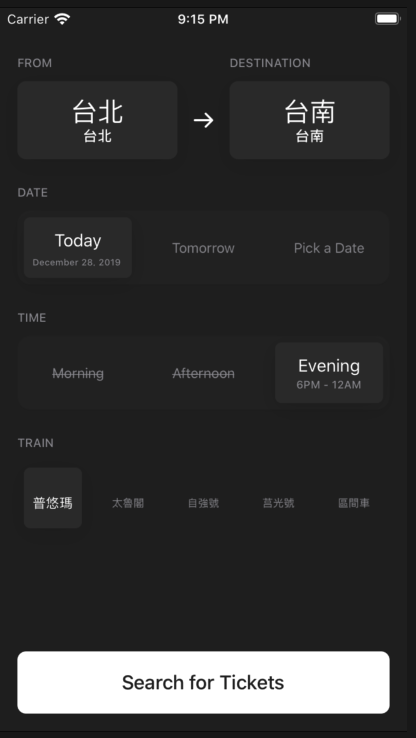 Carrier 9:15 PM
FROM DESTINATION
台北 → 台南
台北 台南
DATE
Today Tomorrow Pick a Date
December 28, 2019
TIME
Morning Afternoon Evening
6PM - 12AM
TRAIN
普悠瑪 太魯閣 自強號 莒光號 區間車
Search for Tickets